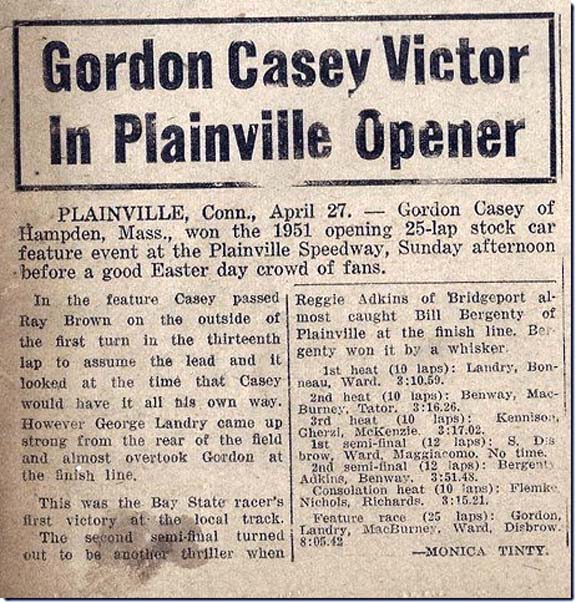 Gordon Casey Victor
In Plainville Opener
PLAINVILLE, Conn., April 27. — Gordon Casey of
Hampden, Mass., won the 1951 opening 25-lap stock car
feature event at the Plainville Speedway, Sunday afternoon
before a good Easter day crowd of fans.
In the feature Casey passed
Ray Brown on the outside of
the first turn in the thirteenth
lap to assume the lead and it
looked at the time that Casey
would have it all his own way.
However George Landry came up
strong from the rear of the field
and almost overtook Gordon at
the finish line.
This was the Bay State racer's
first victory at the local track.
The second semi-final turned
out to be another thriller when
Reggie Adkins of Bridgeport al-
most caught Bill Bergenty of
Plainville at the finish line. Ber-
genty won it by a whisker.
1st heat (10 laps): Landry, Bon-
neau, Ward. 3:10.59.
2nd heat (10 laps): Benway, Mac-
Burney, Tator. 3:16.26.
3rd heat (10 laps): Kennison,
Gherzi, McKenzie. 3:17.02.
1st semi-final (12 laps): S. Dis
brow, Ward, Maggiacomo. No time.
2nd semi-final (12 laps): Bergenty
Adkins, Benway. 3:51.48.
Consolation heat (10 laps): Flemke
Nichols, Richards. 3:15.21.
Feature race (25 laps): Gordon,
Landry, MacBurney, Ward, Disbrow.
8:05.42
—MONICA TINTY.